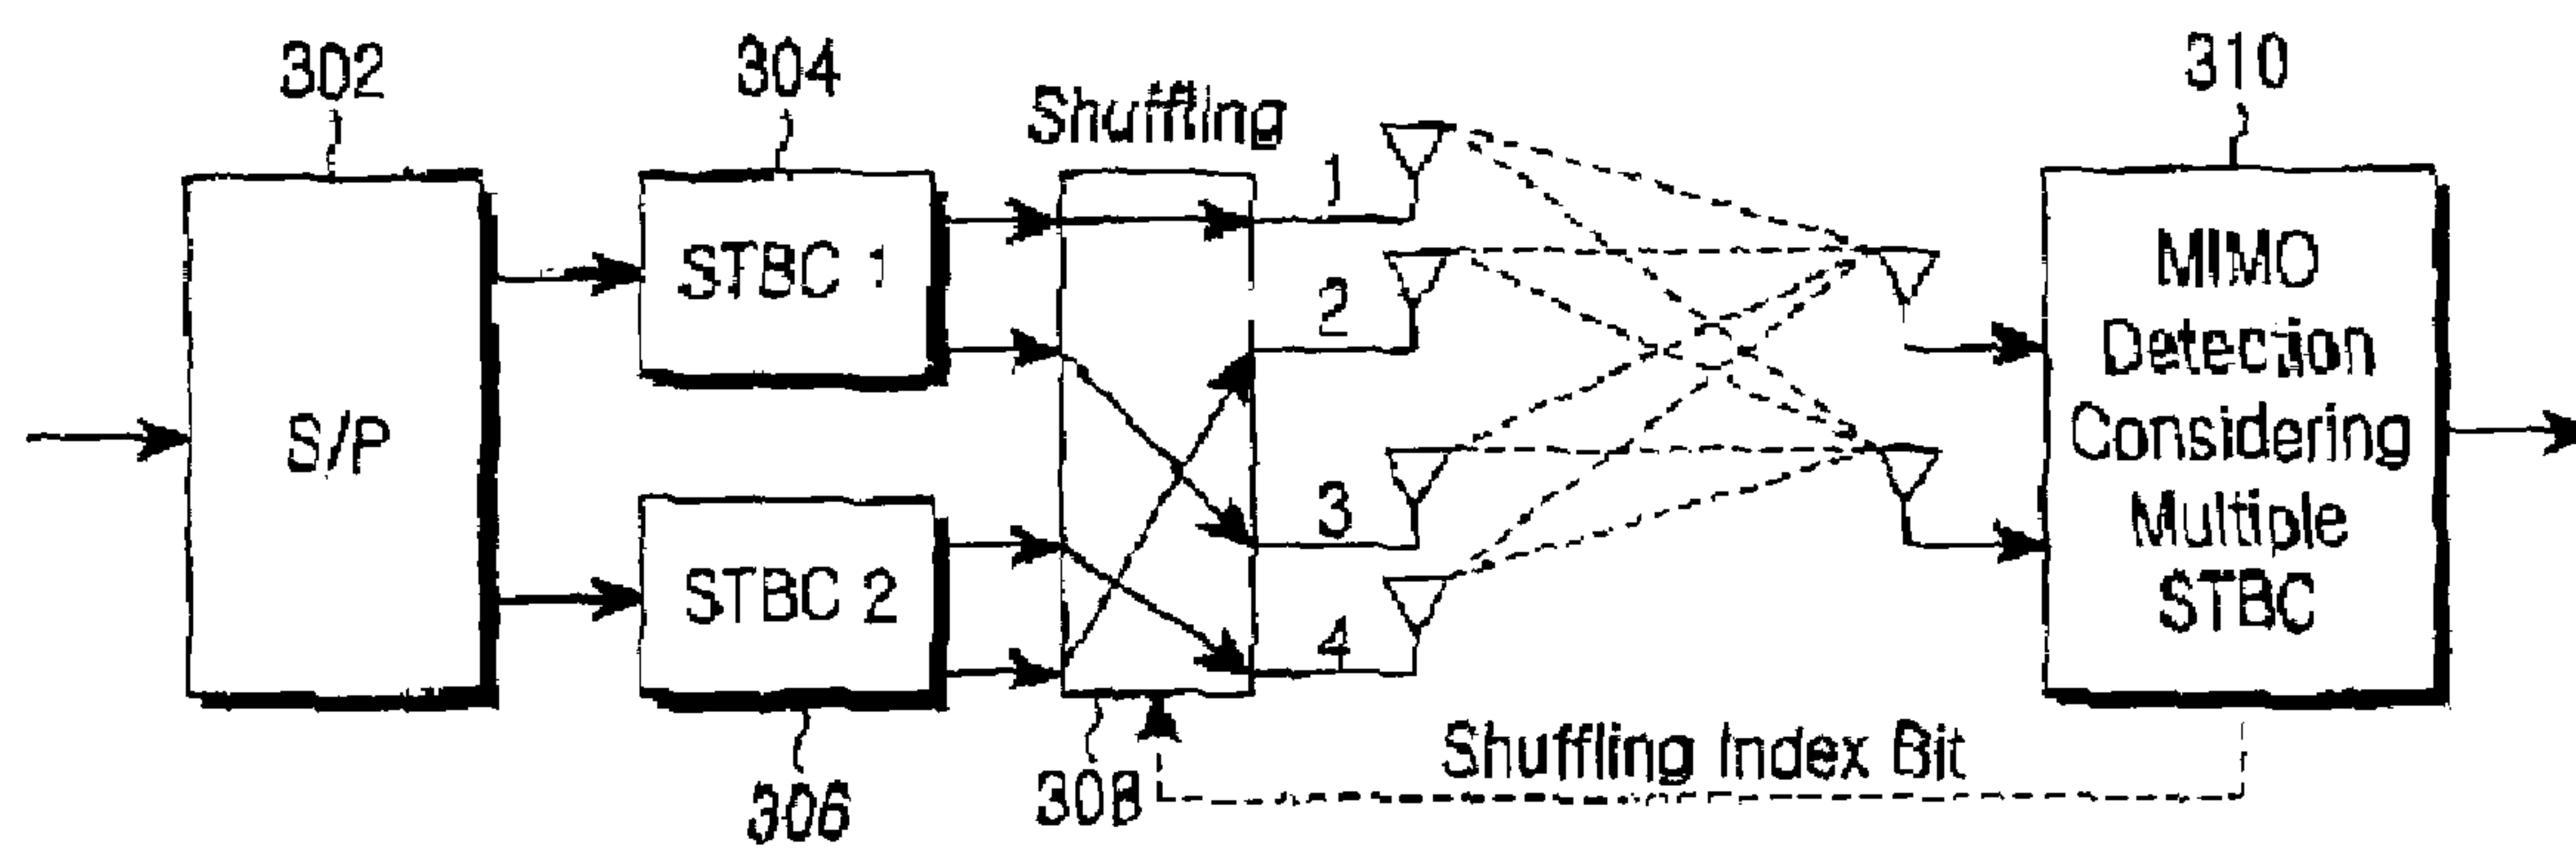 302
304
310
Shuffling
S/P
STBC 1
STBC 2
1
2
3
4
MIMO
Detection
Considering
Multiple
STBC
306
308
Shuffling Index Bit